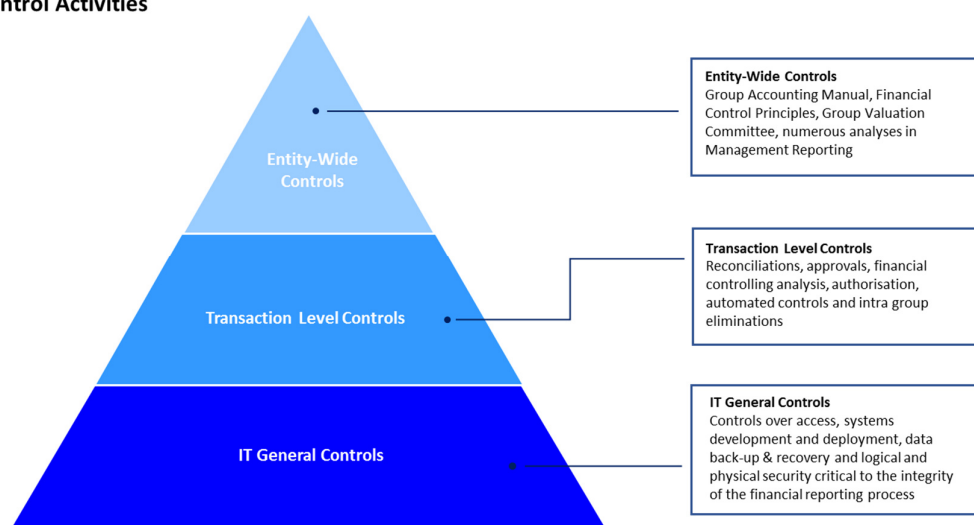 ntrol Activities
Entity-Wide
Controls
Entity-Wide Controls
Group Accounting Manual, Financial
Control Principles, Group Valuation
Committee, numerous analyses in
Management Reporting
Transaction Level Controls
Transaction Level Controls
Reconciliations, approvals, financial
controlling analysis, authorisation,
automated controls and intra group
eliminations
IT General Controls
IT General Controls
Controls over access, systems
development and deployment, data
back-up & recovery and logical and
physical security critical to the integrity
of the financial reporting process